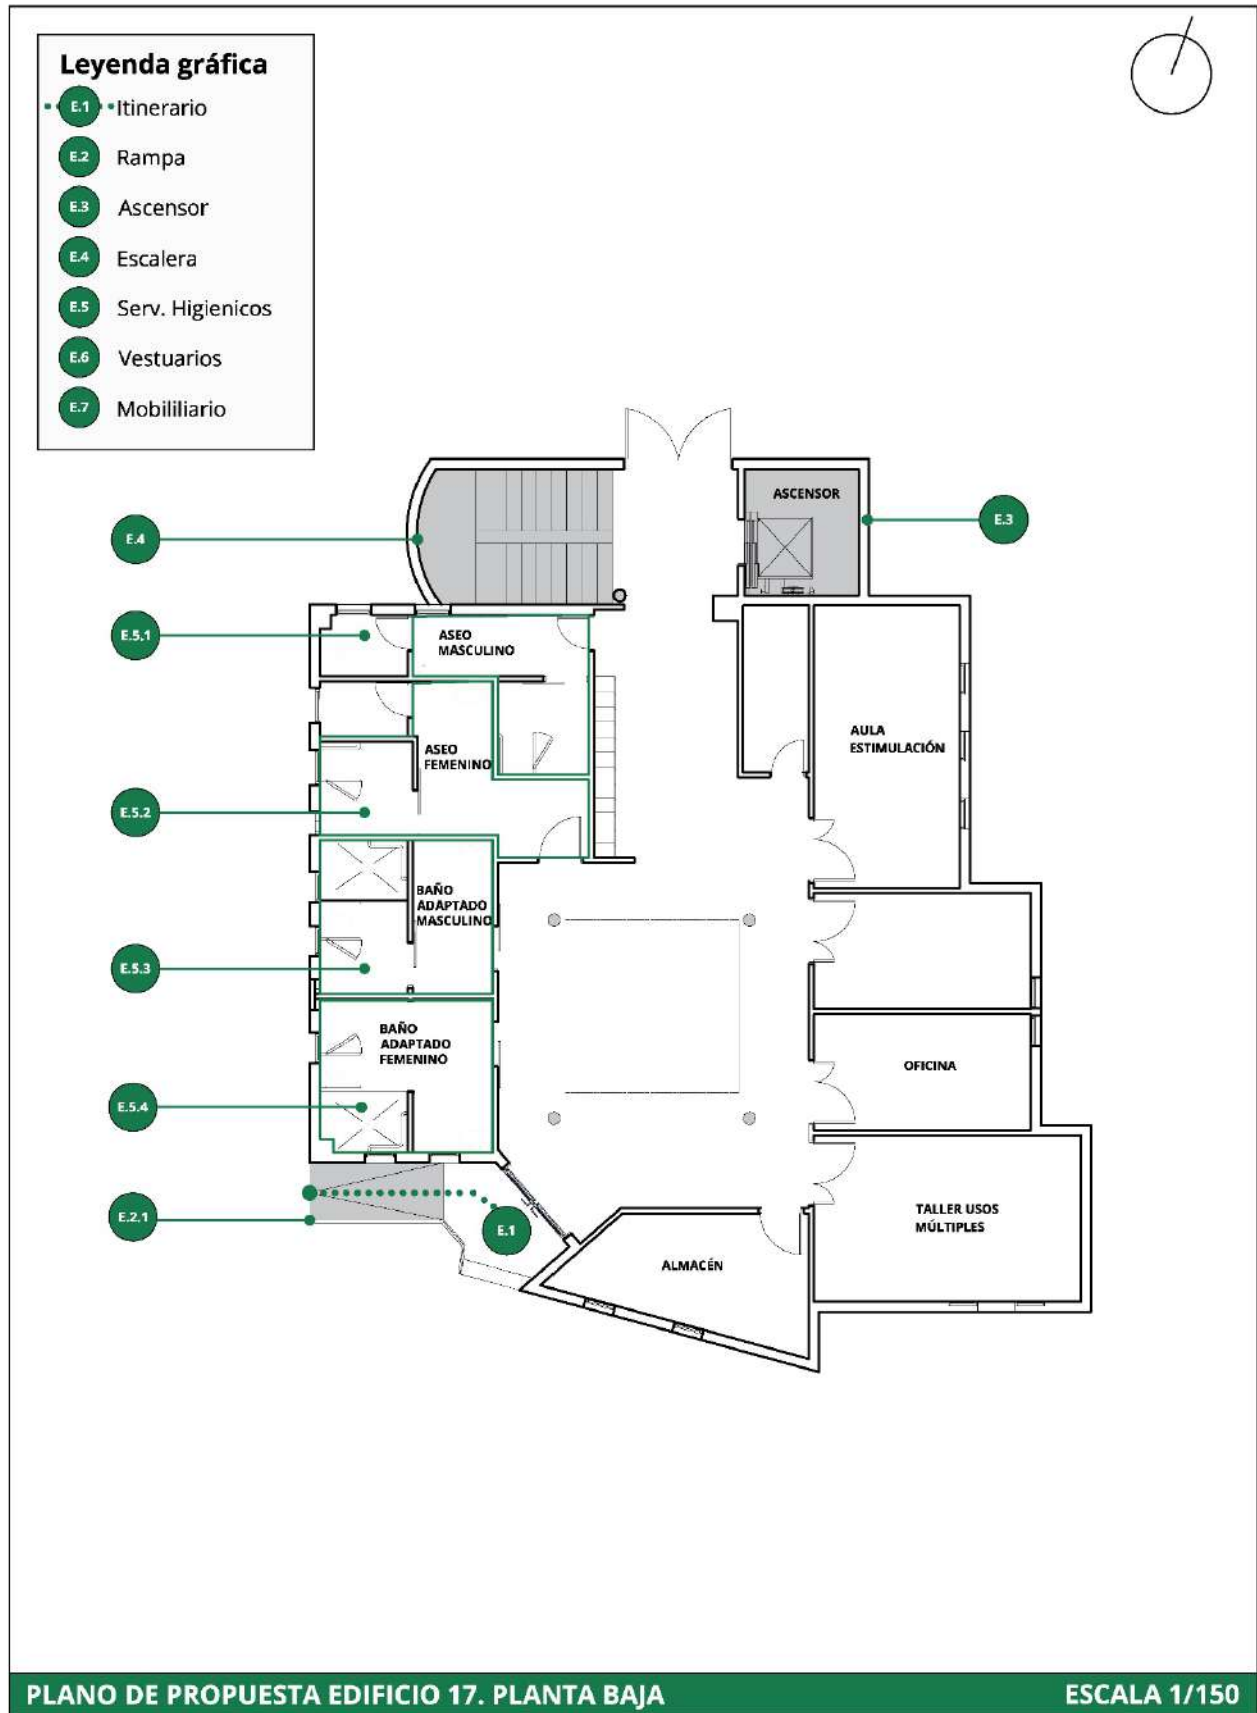 Leyenda gráfica
E.1 Itinerario
E.2 Rampa
E.3 Ascensor
E.4 Escalera
E.5 Serv. Higienicos
E.6 Vestuarios
E.7 Mobililiario
ASCENSOR
E.3
E.4
E.5.1
ASEO
MASCULINO
AULA
ESTIMULACIÓN
ASEO
FEMENINO
E.5.2
BAÑO
ADAPTADO
MASCULINO
E.5.3
BAÑO
ADAPTADO
FEMENINO
OFICINA
E.5.4
E.2.1
E.1
TALLER USOS
MÚLTIPLES
ALMACÉN
PLANO DE PROPUESTA EDIFICIO 17. PLANTA BAJA
ESCALA 1/150